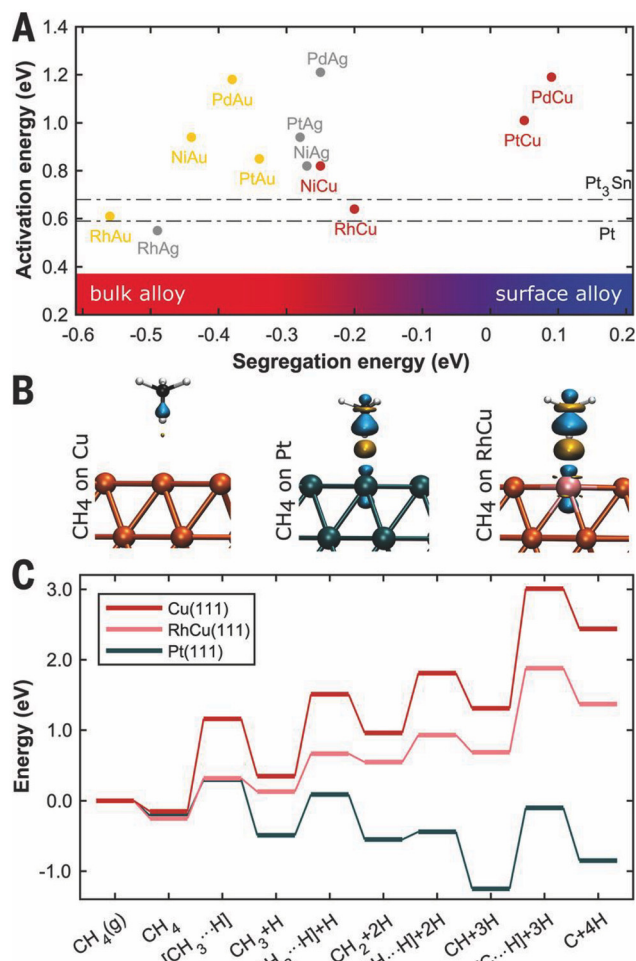 A
Activation energy (eV)
1.4
1.2
1.0
0.8
0.6
0.4
0.2
PdAg
PdAu
PdCu
PtAg
PtCu
NiAu
NiAg
PtAu
NiCu
Pt3Sn
RhAu
RhCu
Pt
RhAg
bulk alloy
surface alloy
-0.6 -0.5 -0.4 -0.3 -0.2 -0.1 0 0.1 0.2
Segregation energy (eV)
B
CH4 on Cu
CH4 on Pt
CH4 on RhCu
C
Energy (eV)
3.0
2.0
1.0
0.0
-1.0
Cu(111)
RhCu(111)
Pt(111)
CH4(g)
CH4
[CH3···H]
CH3+H
···H]+H
CH2+2H
···H]+2H
CH+3H
[C···H]+3H
C+4H